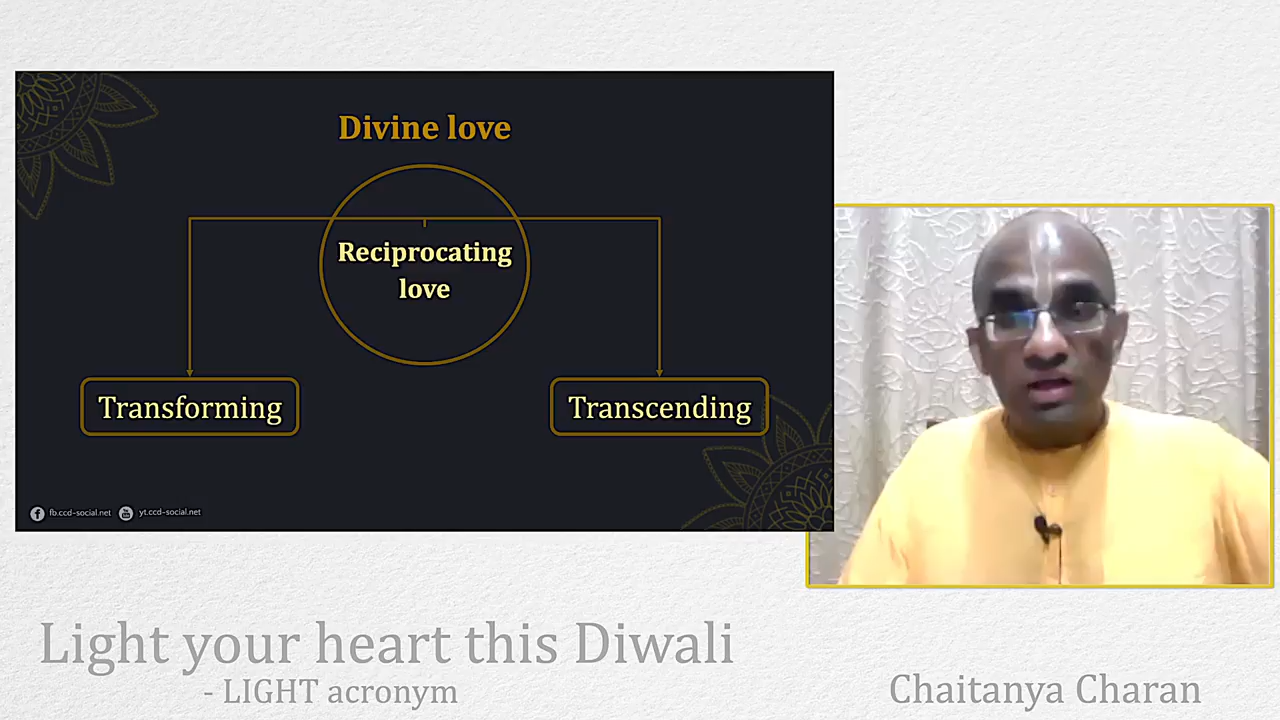 Divine love
Reciprocating
love
Transforming
Transcending
fb.ccd-social.net yt.ccd-social.net
Light your heart this Diwali
- LIGHT acronym
Chaitanya Charan